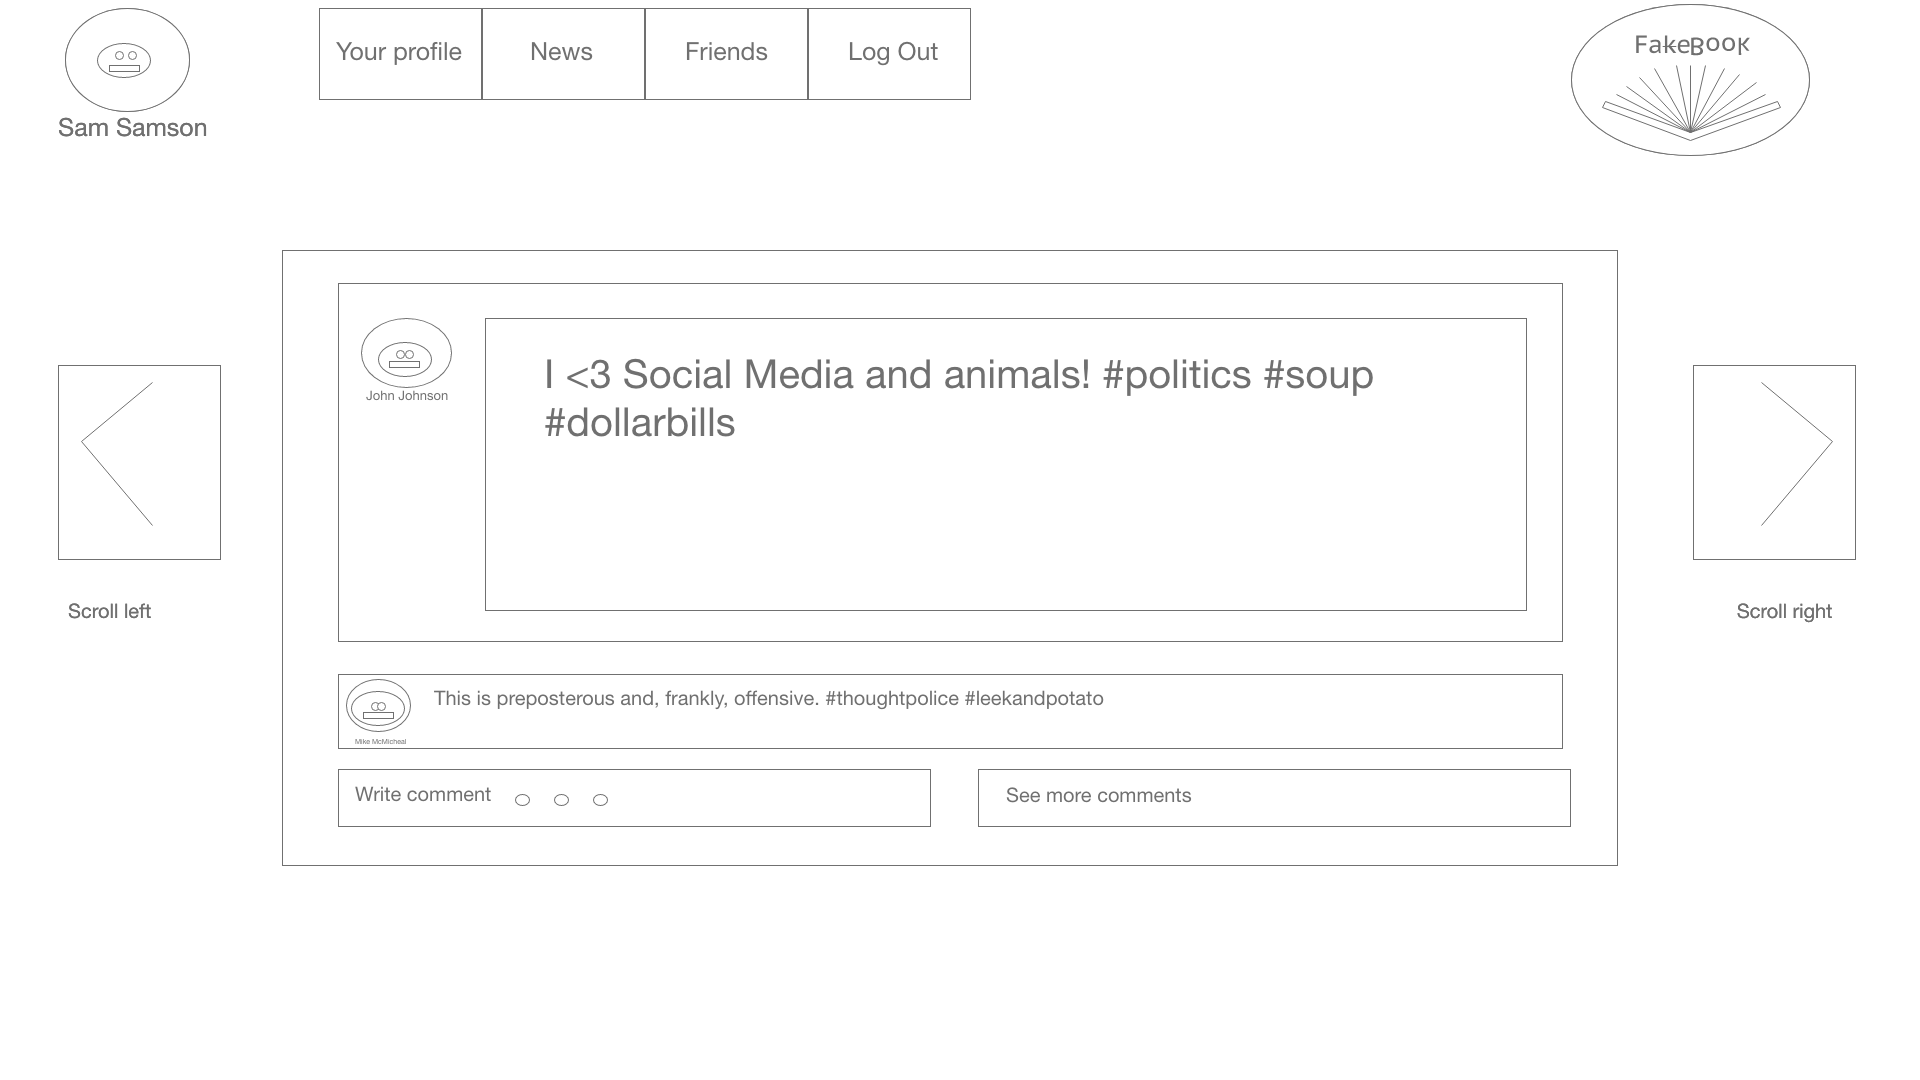 Your profile
News
Friends
Log Out
FakeBook
Sam Samson
I <3 Social Media and animals! #politics #soup
#dollarbills
John Johnson
Scroll left
Scroll right
This is preposterous and, frankly, offensive. #thoughtpolice #leekandpotato
Mike McMicheal
Write comment
See more comments